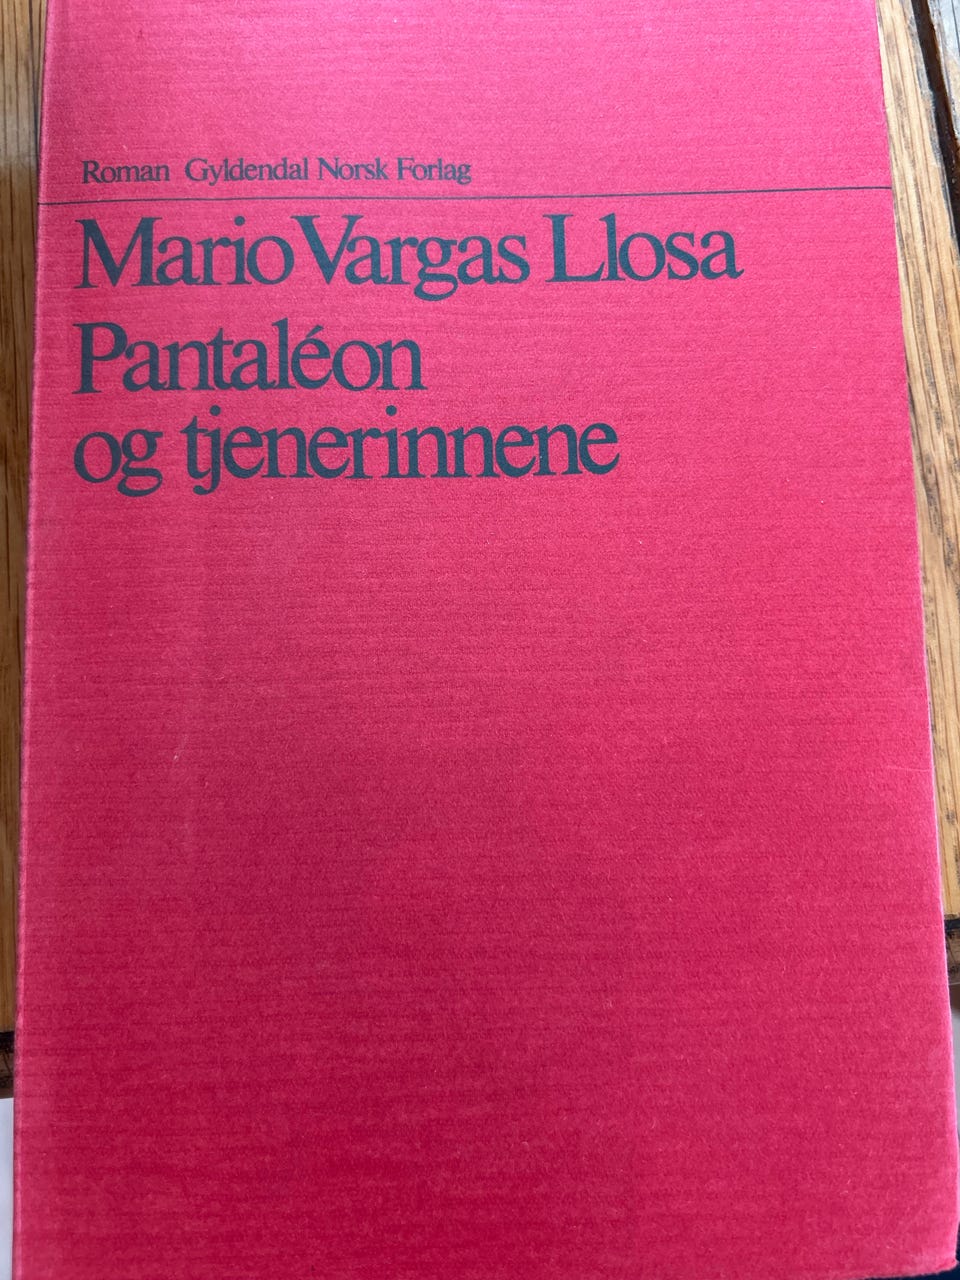 Roman Gyldendal Norsk Forlag
Mario Vargas Llosa
Pantaléon
og tjenerinnene